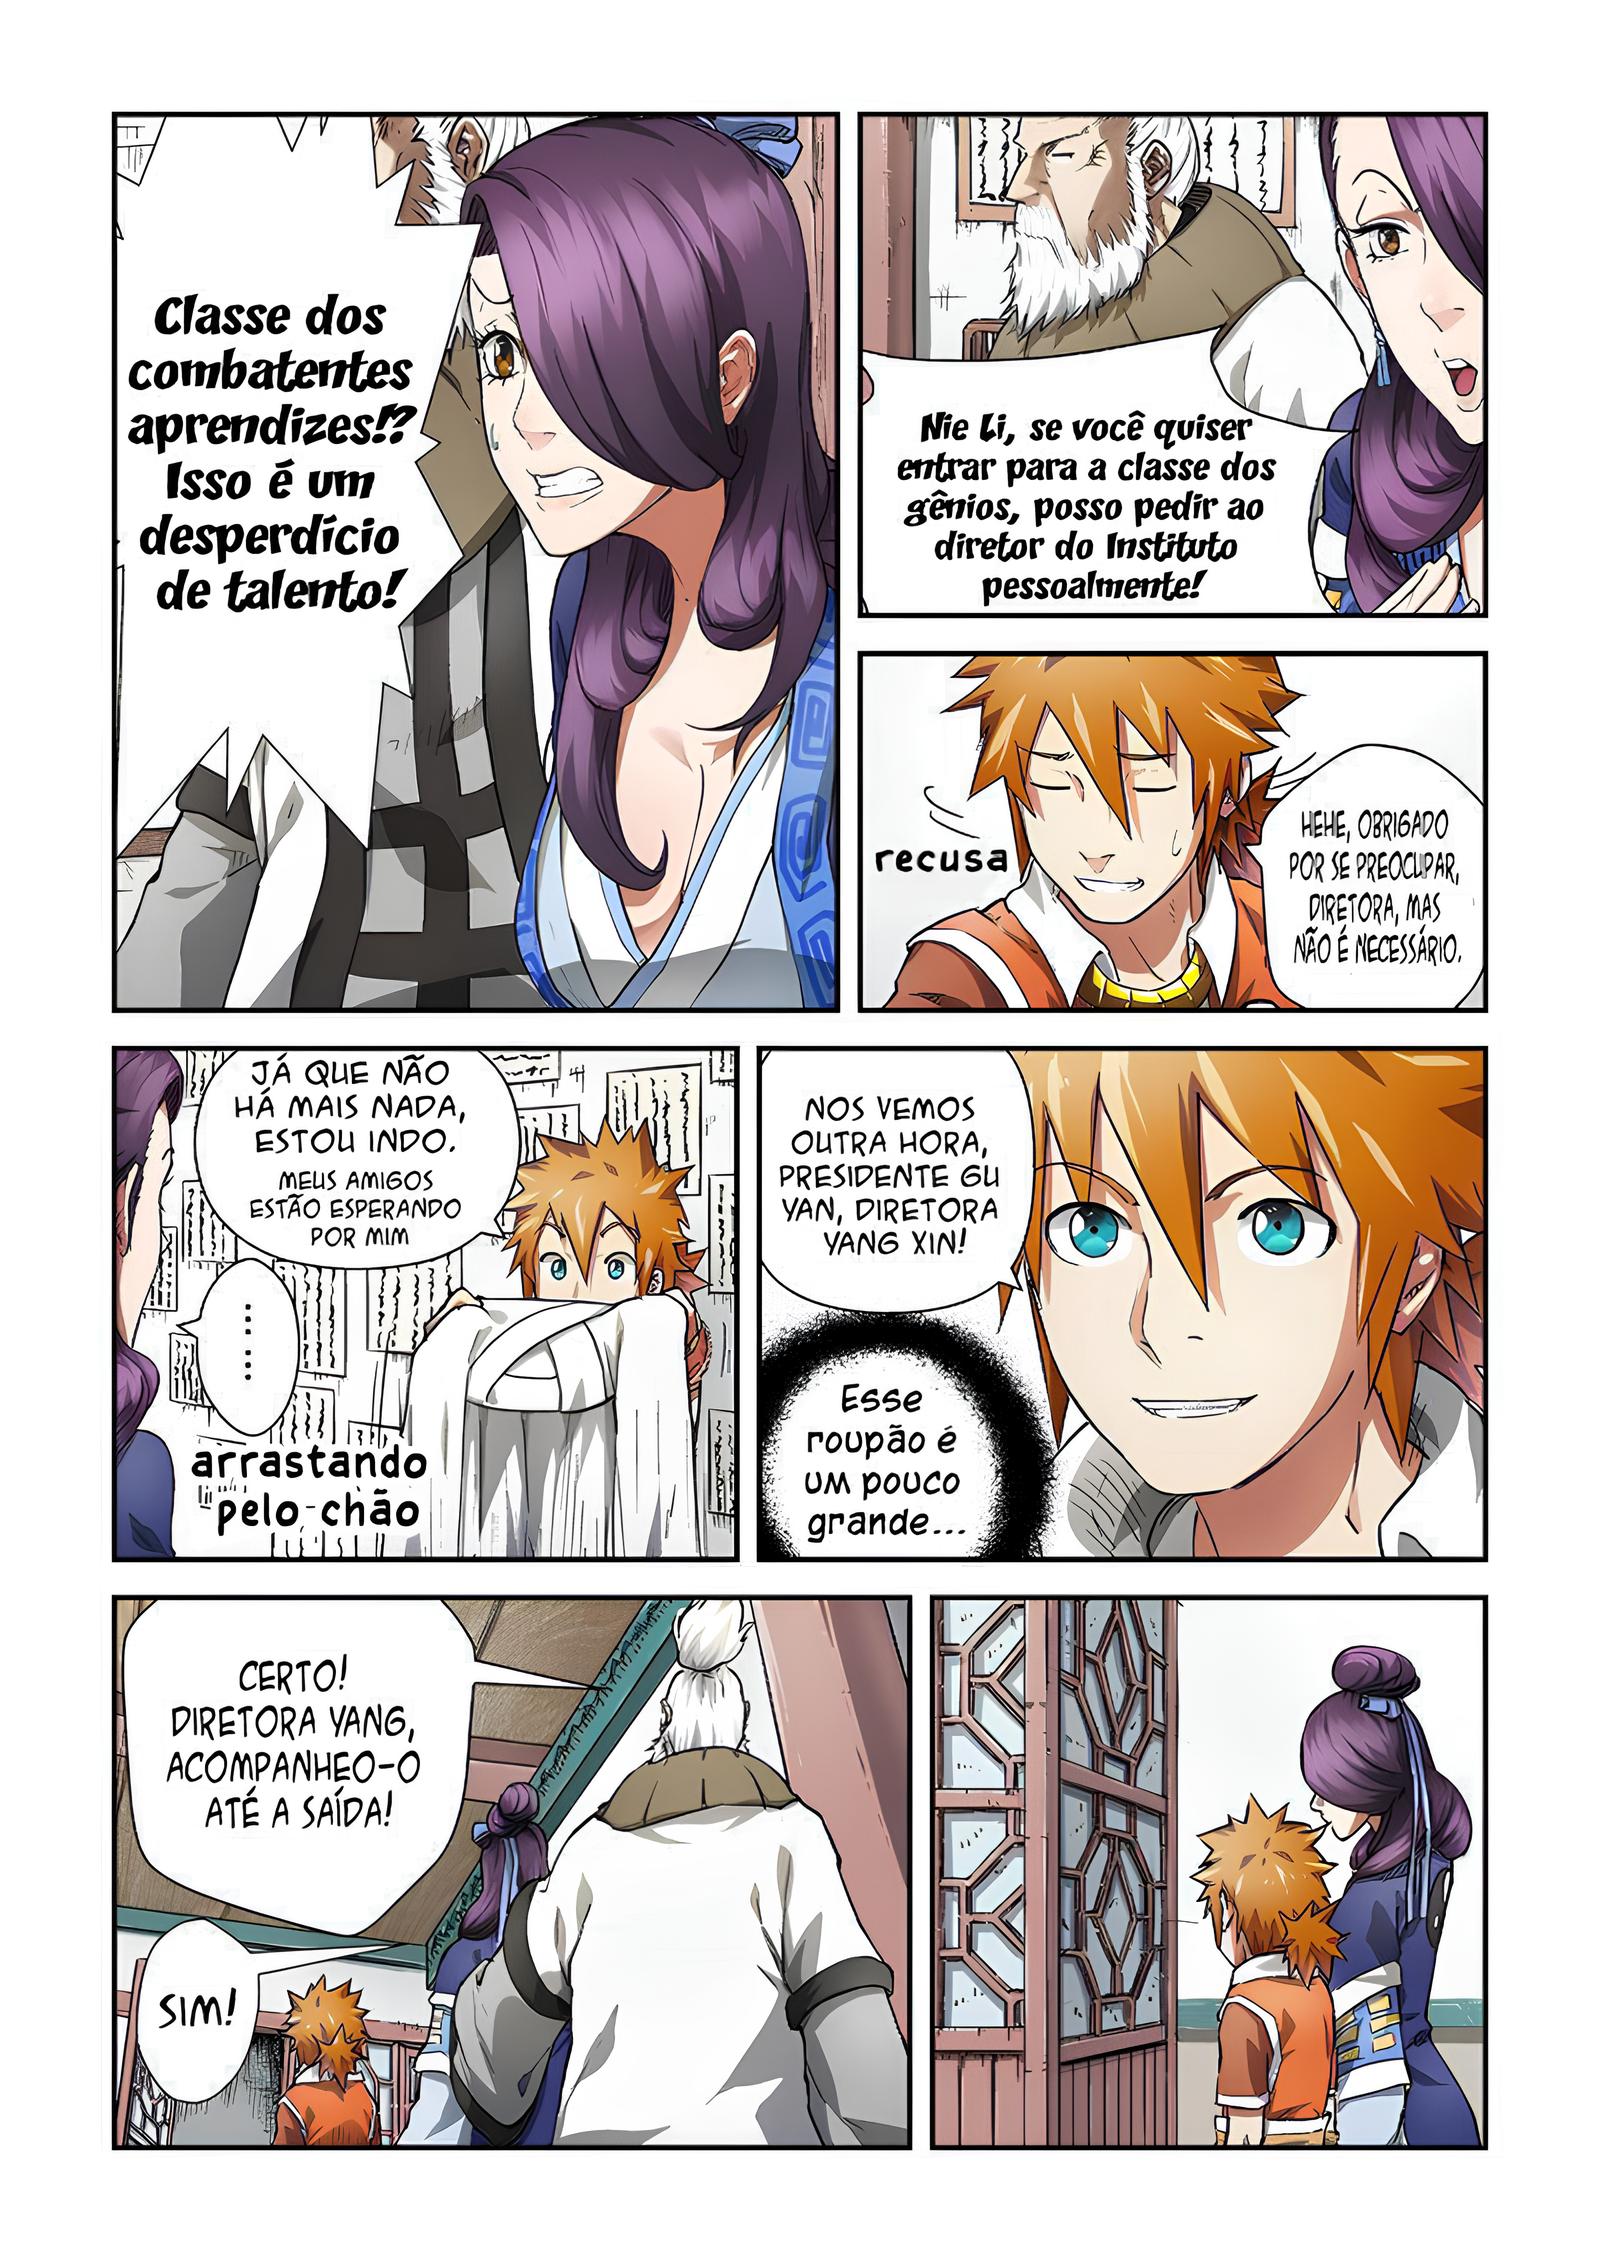 Classe dos
combatentes
aprendizes!?
Isso é um
desperdício
de talento!
Nie Li, se você quiser
entrar para a classe dos
gênios, posso pedir ao
diretor do Instituto
pessoalmente!
recusa
HEHE, OBRIGADO
POR SE PREOCUPAR,
DIRETORA, MAS
NÃO É NECESSÁRIO.
JÁ QUE NÃO
HÁ MAIS NADA,
ESTOU INDO.
MEUS AMIGOS
ESTÃO ESPERANDO
POR MIM
......
arrastando
pelo chão
NOS VEMOS
OUTRA HORA,
PRESIDENTE GU
YAN, DIRETORA
YANG XIN!
Esse
roupão é
um pouco
grande...
CERTO!
DIRETORA YANG,
ACOMPANHEO-O
ATÉ A SAÍDA!
SIM!